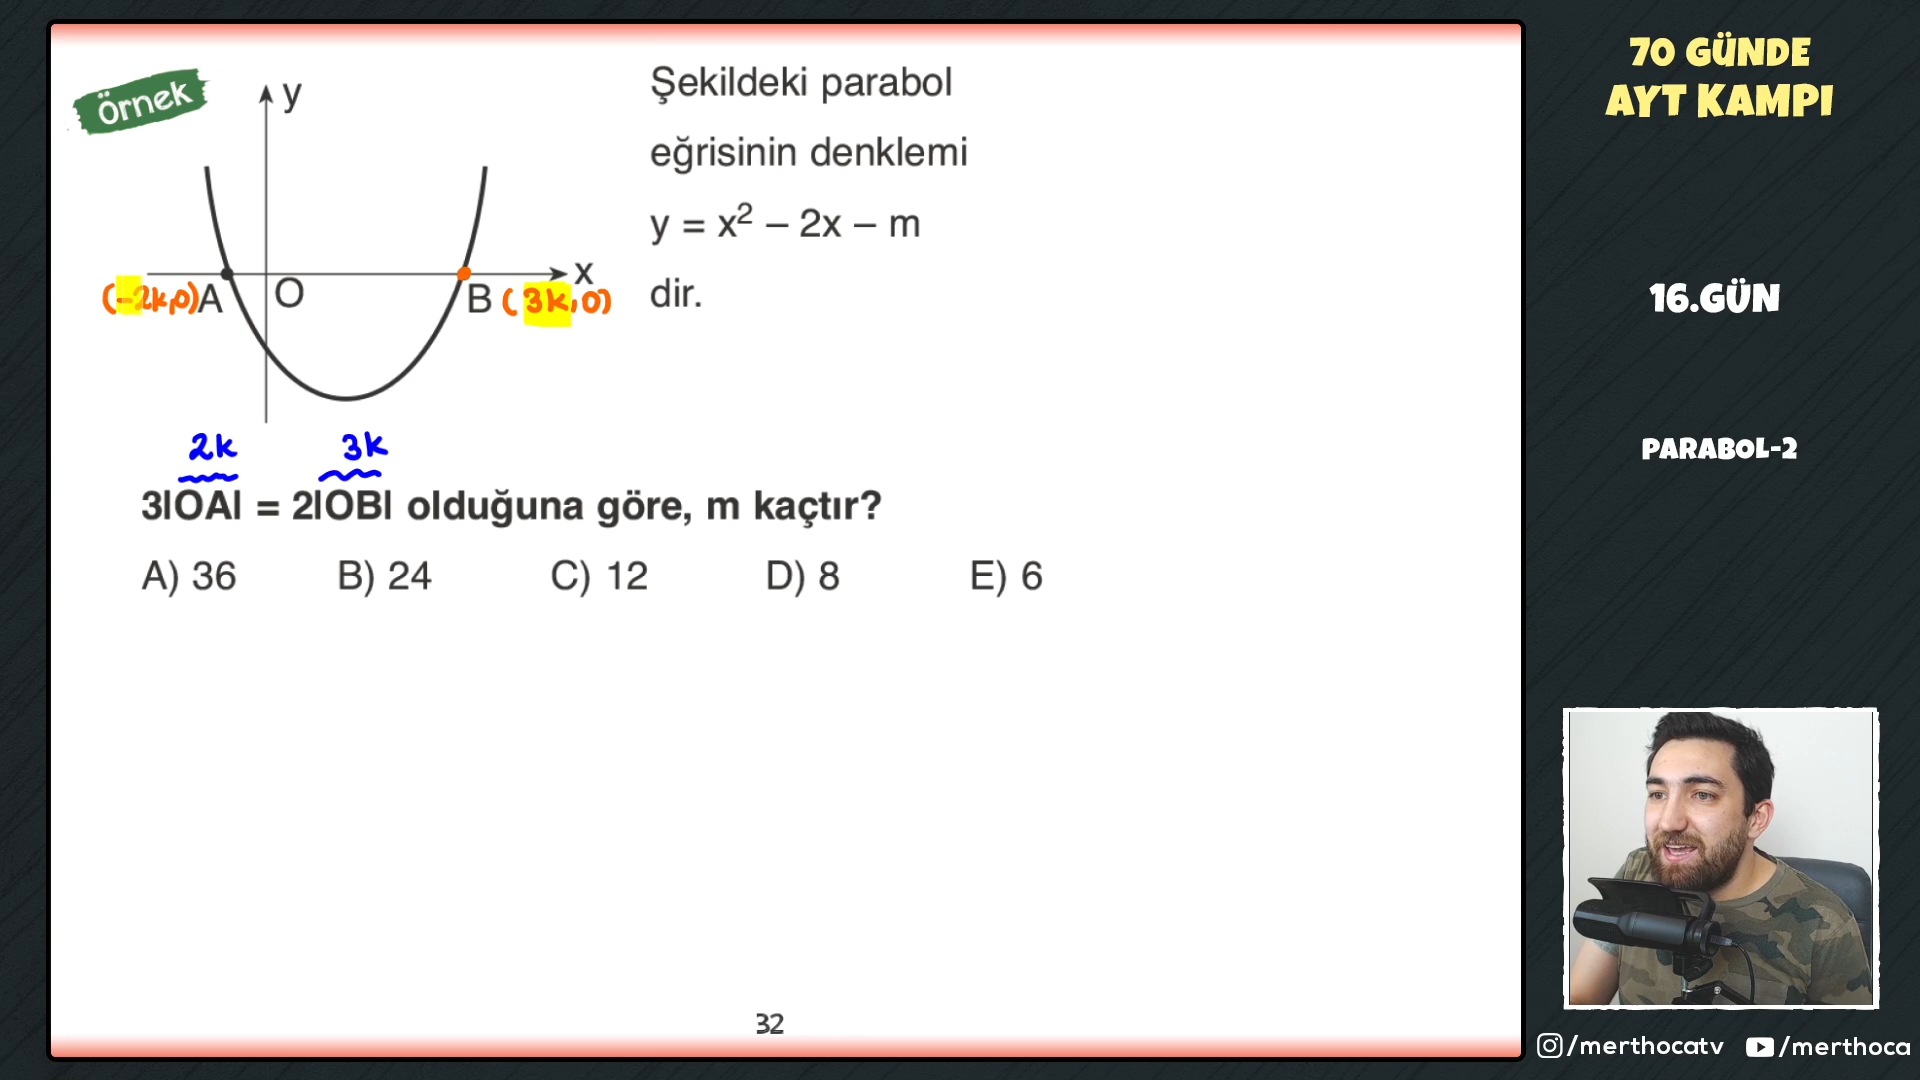 Örnek
y
x
(-2k,0) A O B (3k,0)
Şekildeki parabol
eğrisinin denklemi
y = x² – 2x – m
dir.
2k 3k
3|OA| = 2|OB| olduğuna göre, m kaçtır?
A) 36 B) 24 C) 12 D) 8 E) 6
32
70 GÜNDE
AYT KAMPI
16.GÜN
PARABOL-2
/merthocatv /merthoca